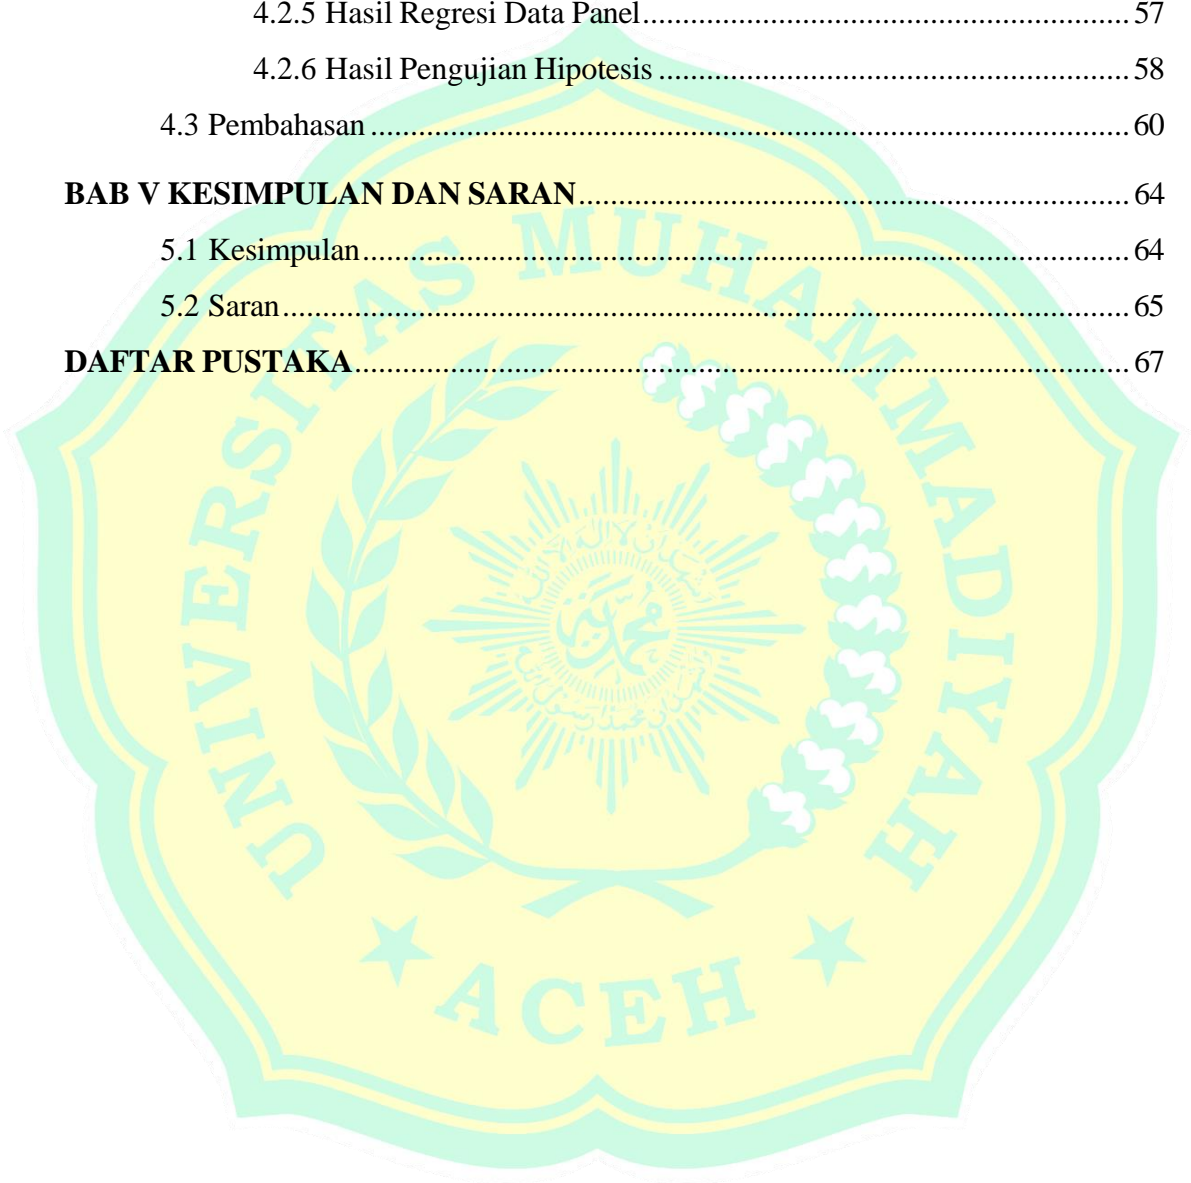 4.2.5 Hasil Regresi Data Panel.......................................................................... 57
4.2.6 Hasil Pengujian Hipotesis ........................................................................ 58
4.3 Pembahasan .................................................................................................... 60
BAB V KESIMPULAN DAN SARAN................................................................................ 64
5.1 Kesimpulan...................................................................................................... 64
5.2 Saran................................................................................................................ 65
DAFTAR PUSTAKA........................................................................................................ 67
UNIVERSITAS MUHAMMADIYAH
محمدية
ACEH